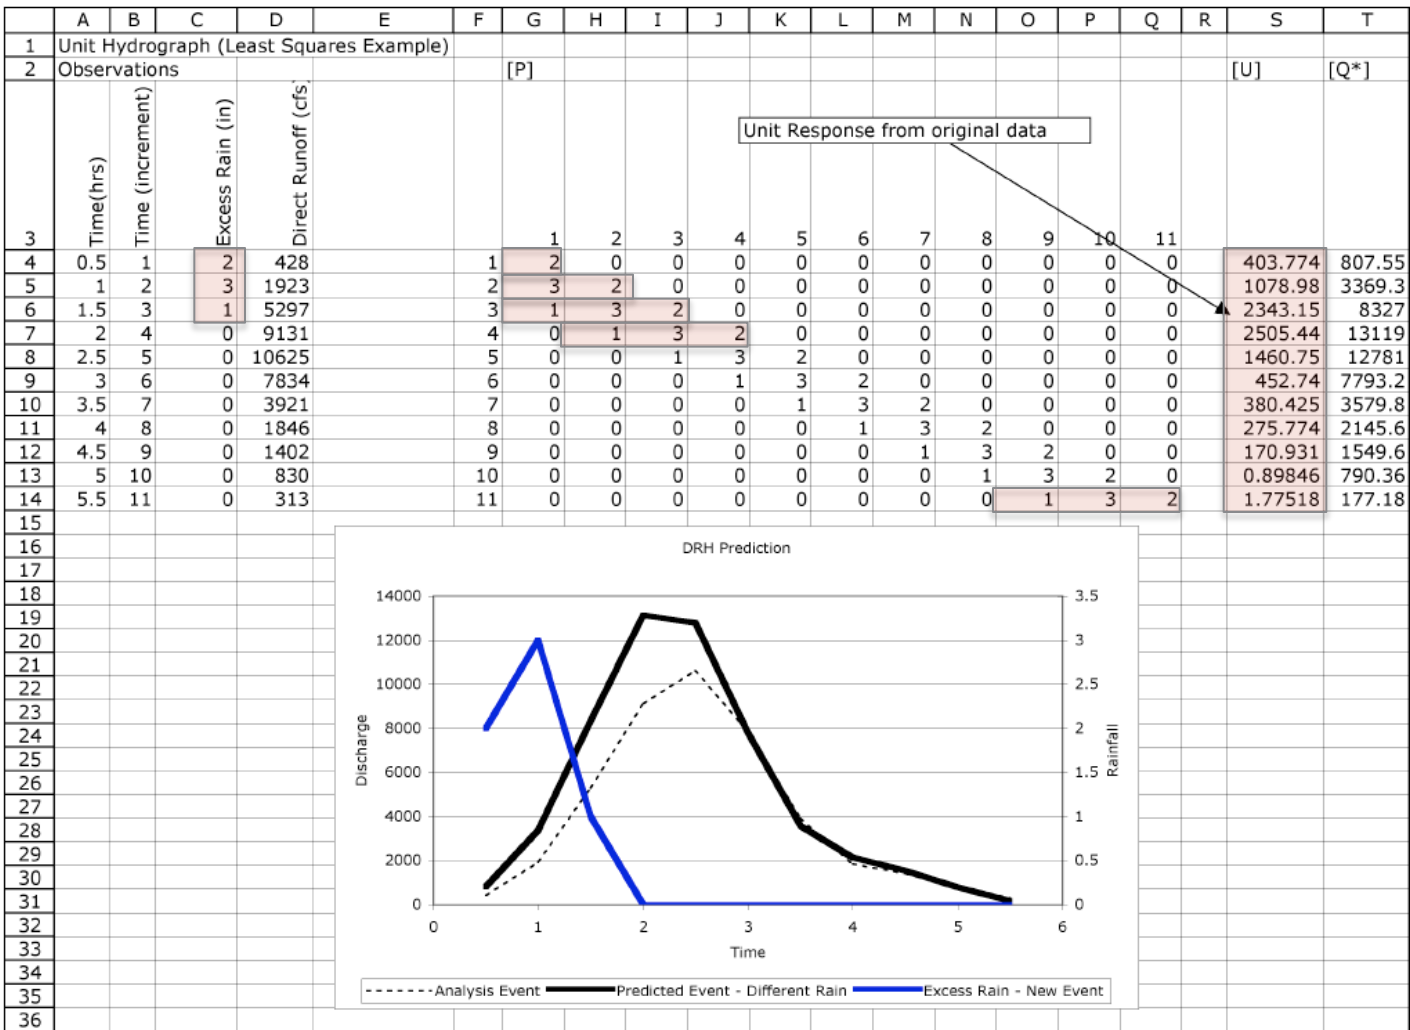 A B C D E F G H I J K L M N O P Q R S T
1 Unit Hydrograph (Least Squares Example)
2 Observations [P] [U] [Q*]
Unit Response from original data
3 Time(hrs) Time (increment) Excess Rain (in) Direct Runoff (cfs) 1 2 3 4 5 6 7 8 9 10 11
4 0.5 1 2 428 1 2 0 0 0 0 0 0 0 0 0 0 403.774 807.55
5 1 2 3 1923 2 3 2 0 0 0 0 0 0 0 0 0 1078.98 3369.3
6 1.5 3 1 5297 3 1 3 2 0 0 0 0 0 0 0 0 2343.15 8327
7 2 4 0 9131 4 0 1 3 2 0 0 0 0 0 0 0 2505.44 13119
8 2.5 5 0 10625 5 0 0 1 3 2 0 0 0 0 0 0 1460.75 12781
9 3 6 0 7834 6 0 0 0 1 3 2 0 0 0 0 0 452.74 7793.2
10 3.5 7 0 3921 7 0 0 0 0 1 3 2 0 0 0 0 380.425 3579.8
11 4 8 0 1846 8 0 0 0 0 0 1 3 2 0 0 0 275.774 2145.6
12 4.5 9 0 1402 9 0 0 0 0 0 0 1 3 2 0 0 170.931 1549.6
13 5 10 0 830 10 0 0 0 0 0 0 0 1 3 2 0 0.89846 790.36
14 5.5 11 0 313 11 0 0 0 0 0 0 0 0 1 3 2 1.77518 177.18
15
16
17
18
19
20
21
22
23
24
25
26
27
28
29
30
31
32
33
34
35
36
DRH Prediction
14000 3.5
12000 3
10000 2.5
8000 2
6000 1.5
4000 1
2000 0.5
0 0
Discharge
Rainfall
0 1 2 3 4 5 6
Time
Analysis Event Predicted Event - Different Rain Excess Rain - New Event